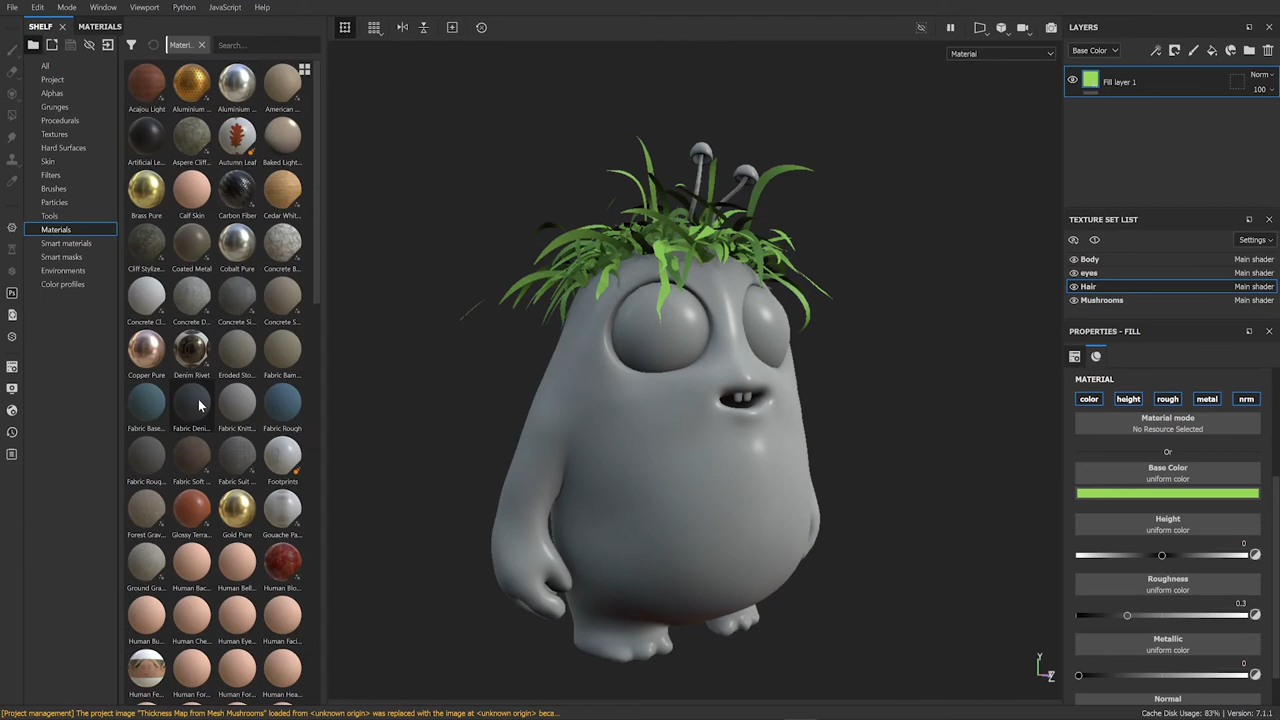 File Edit Mode Window Viewport Python JavaScript Help
SHELF MATERIALS
Materi... Search...
All
Project
Alphas
Grunges
Procedurals
Textures
Hard Surfaces
Skin
Filters
Brushes
Particles
Tools
Materials
Smart materials
Smart masks
Environments
Color profiles
Acajou Light Aluminium ... Aluminium ... American ...
Artificial Le... Aspere Cliff... Autumn Leaf Baked Light...
Brass Pure Calf Skin Carbon Fiber Cedar Whit...
Cliff Stylize... Coated Metal Cobalt Pure Concrete B...
Concrete Cl... Concrete D... Concrete Si... Concrete S...
Copper Pure Denim Rivet Eroded Sto... Fabric Bam...
Fabric Base... Fabric Deni... Fabric Knitt... Fabric Rough
Fabric Roug... Fabric Soft ... Fabric Suit ... Footprints
Forest Grav... Glossy Terra... Gold Pure Gouache Pa...
Ground Gra... Human Bac... Human Bell... Human Blo...
Human Bu... Human Che... Human Eye... Human Faci...
Human Fe... Human For... Human For... Human Hea...
Material
Y
Z
LAYERS
Base Color
Fill layer 1 Norm
100
TEXTURE SET LIST
Settings
Body Main shader
eyes Main shader
Hair Main shader
Mushrooms Main shader
PROPERTIES - FILL
MATERIAL
color height rough metal nrm
Material mode
No Resource Selected
Or
Base Color
uniform color
Height
uniform color
0
Roughness
uniform color
0.3
Metallic
uniform color
0
Normal
[Project management] The project image "Thickness Map from Mesh Mushrooms" loaded from <unknown origin> was replaced with the image at <unknown origin> beca...
Cache Disk Usage: 83% | Version: 7.1.1